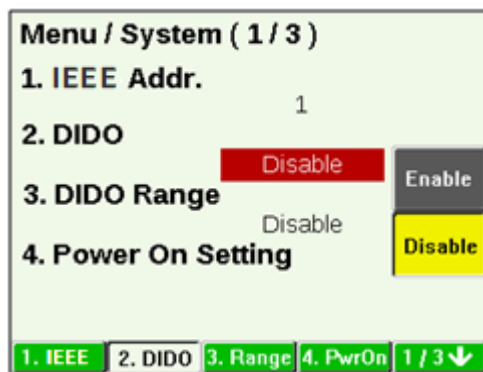 Menu / System ( 1 / 3 )
1. IEEE Addr.
1
2. DIDO
Disable
Enable
3. DIDO Range
Disable
Disable
4. Power On Setting
1. IEEE 2. DIDO 3. Range 4. PwrOn 1 / 3